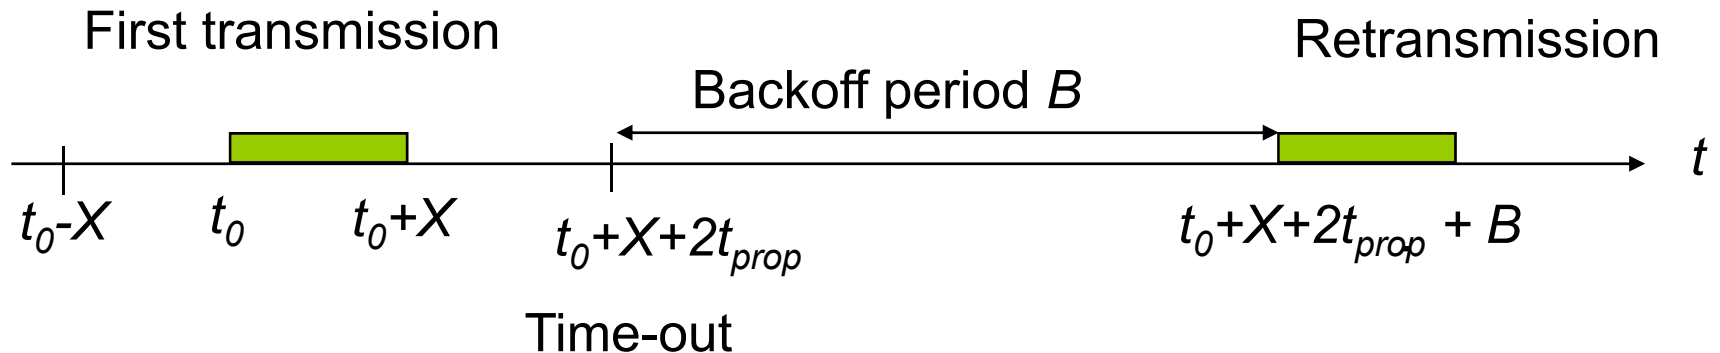 First transmission
Retransmission
Backoff period B
t
t0-X
t0
t0+X
t0+X+2tprop
t0+X+2tprop + B
Time-out